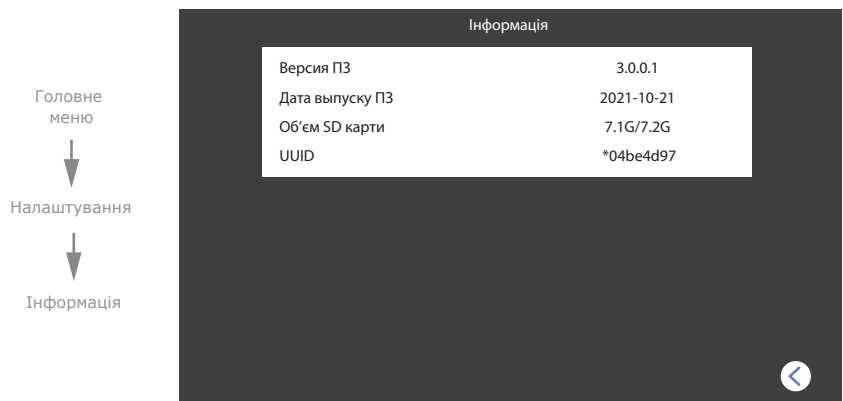 Головне
меню
Налаштування
Інформація
Інформація
Версия ПЗ 3.0.0.1
Дата выпуску ПЗ 2021-10-21
Об’єм SD карти 7.1G/7.2G
UUID *04be4d97